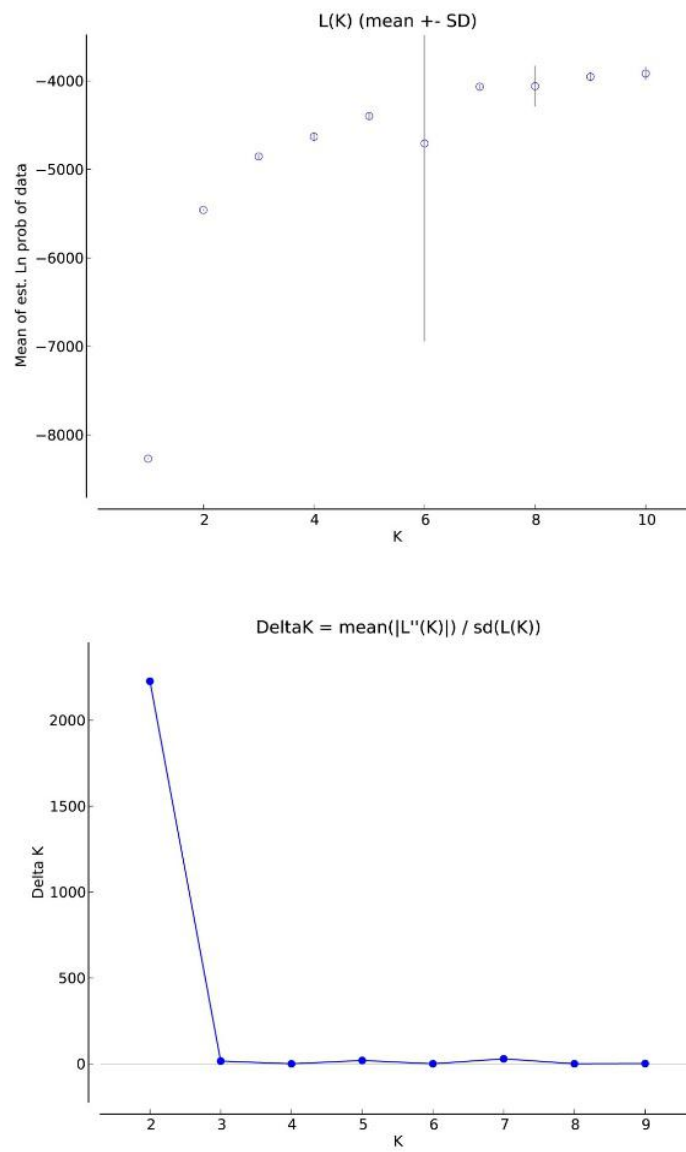 L(K) (mean +- SD)
Mean of est. Ln prob of data
−4000
−5000
−6000
−7000
−8000
2 4 6 8 10
K
DeltaK = mean(|L''(K)|) / sd(L(K))
Delta K
2000
1500
1000
500
0
2 3 4 5 6 7 8 9
K